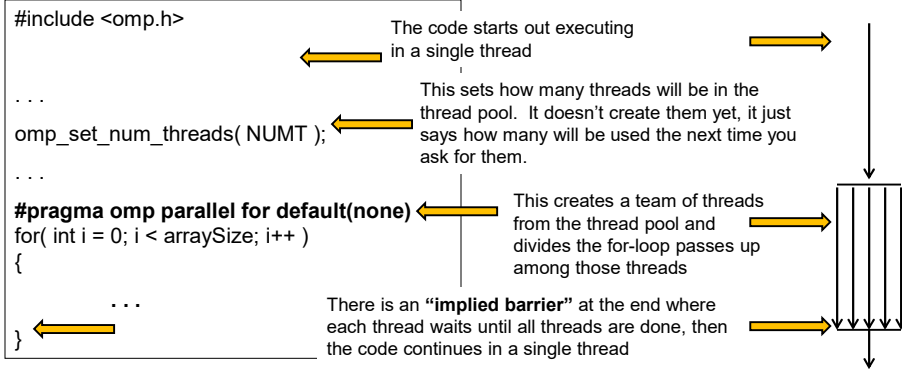 #include <omp.h>
The code starts out executing
in a single thread
. . .
This sets how many threads will be in the
thread pool.  It doesn’t create them yet, it just
says how many will be used the next time you
ask for them.
omp_set_num_threads( NUMT );
. . .
#pragma omp parallel for default(none)
This creates a team of threads
from the thread pool and
divides the for-loop passes up
among those threads
for( int i = 0; i < arraySize; i++ )
{
. . .
There is an “implied barrier” at the end where
each thread waits until all threads are done, then
the code continues in a single thread
}